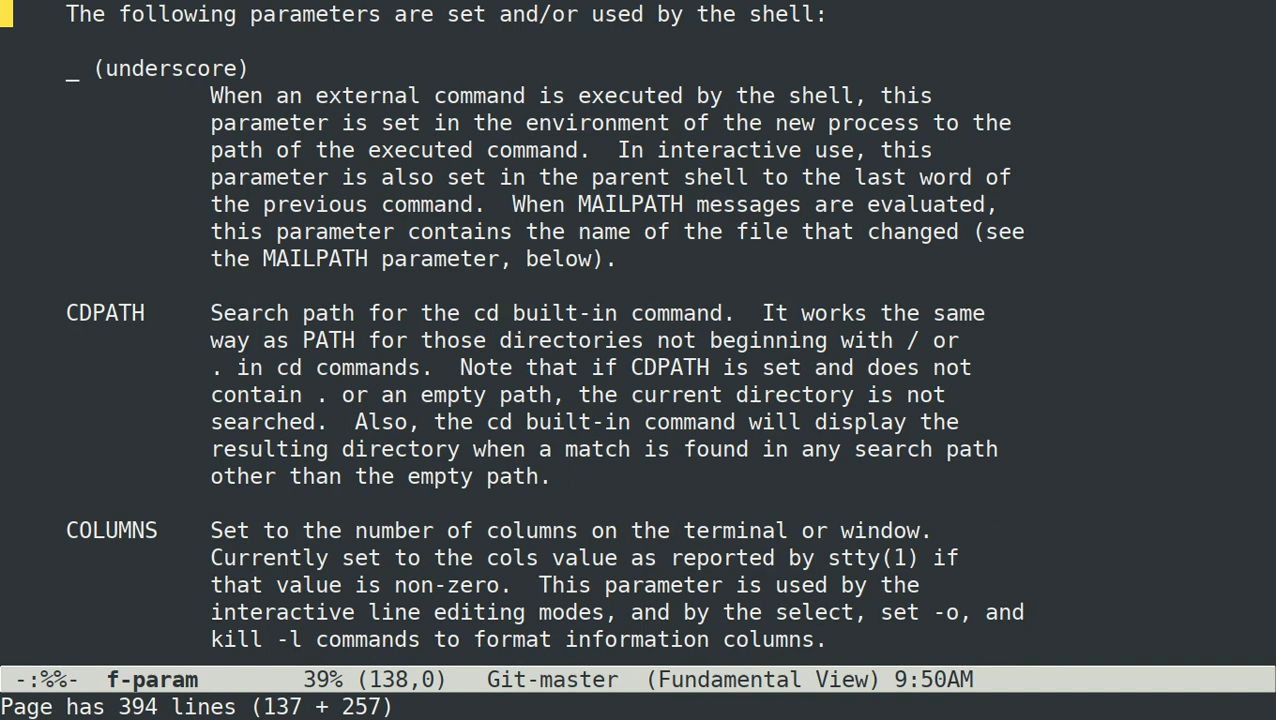 The following parameters are set and/or used by the shell:
_ (underscore)
When an external command is executed by the shell, this
parameter is set in the environment of the new process to the
path of the executed command.  In interactive use, this
parameter is also set in the parent shell to the last word of
the previous command.  When MAILPATH messages are evaluated,
this parameter contains the name of the file that changed (see
the MAILPATH parameter, below).
CDPATH     Search path for the cd built-in command.  It works the same
way as PATH for those directories not beginning with / or
. in cd commands.  Note that if CDPATH is set and does not
contain . or an empty path, the current directory is not
searched.  Also, the cd built-in command will display the
resulting directory when a match is found in any search path
other than the empty path.
COLUMNS    Set to the number of columns on the terminal or window.
Currently set to the cols value as reported by stty(1) if
that value is non-zero.  This parameter is used by the
interactive line editing modes, and by the select, set -o, and
kill -l commands to format information columns.
-:%%-  f-param        39% (138,0)   Git-master  (Fundamental View) 9:50AM
Page has 394 lines (137 + 257)